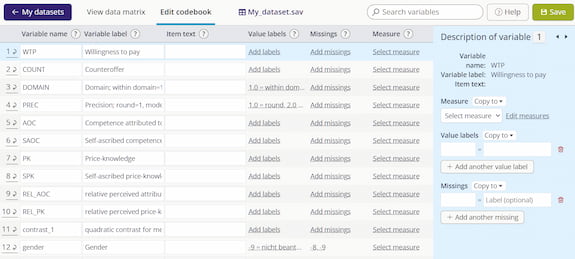 ← My datasets View data matrix Edit codebook My_dataset.sav Search variables Help Save
Variable name ? Variable label ? Item text ? Value labels ? Missings ? Measure ?
1 WTP Willingness to pay Add labels Add missings Select measure
2 COUNT Counteroffer Add labels Add missings Select measure
3 DOMAIN Domain; within domain=1 1.0 = within dom... Add missings Select measure
4 PREC Precision; round=1, mode 1.0 = round, 2.0 ... Add missings Select measure
5 AOC Competence attributed to Add labels Add missings Select measure
6 SAOC Self-ascribed competence Add labels Add missings Select measure
7 PK Price-knowledge Add labels Add missings Select measure
8 SPK Self-ascribed price-knowl Add labels Add missings Select measure
9 REL_AOC relative perceived attribu Add labels Add missings Select measure
10 REL_PK relative perceived price-k Add labels Add missings Select measure
11 contrast_1 quadratic contrast for me Add labels Add missings Select measure
12 gender Gender -9 = nicht beant... -8, -9 Select measure
Description of variable 1
Variable
name: WTP
Variable label: Willingness to pay
Item text:
Measure Copy to
Select measure Edit measures
Value labels Copy to
=
+ Add another value label
Missings Copy to
= Label (optional)
+ Add another missing